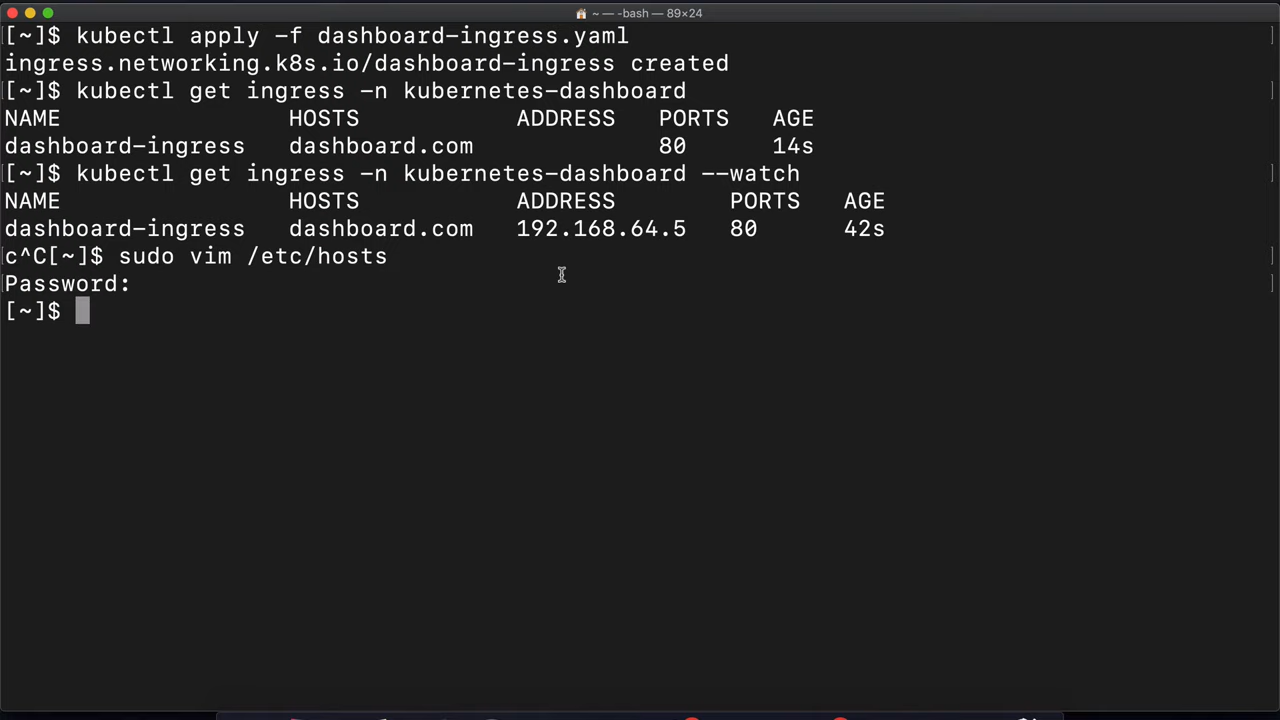 ~ — -bash — 89×24
[~]$ kubectl apply -f dashboard-ingress.yaml
ingress.networking.k8s.io/dashboard-ingress created
[~]$ kubectl get ingress -n kubernetes-dashboard
NAME HOSTS ADDRESS PORTS AGE
dashboard-ingress dashboard.com 80 14s
[~]$ kubectl get ingress -n kubernetes-dashboard --watch
NAME HOSTS ADDRESS PORTS AGE
dashboard-ingress dashboard.com 192.168.64.5 80 42s
c^C[~]$ sudo vim /etc/hosts
Password:
[~]$